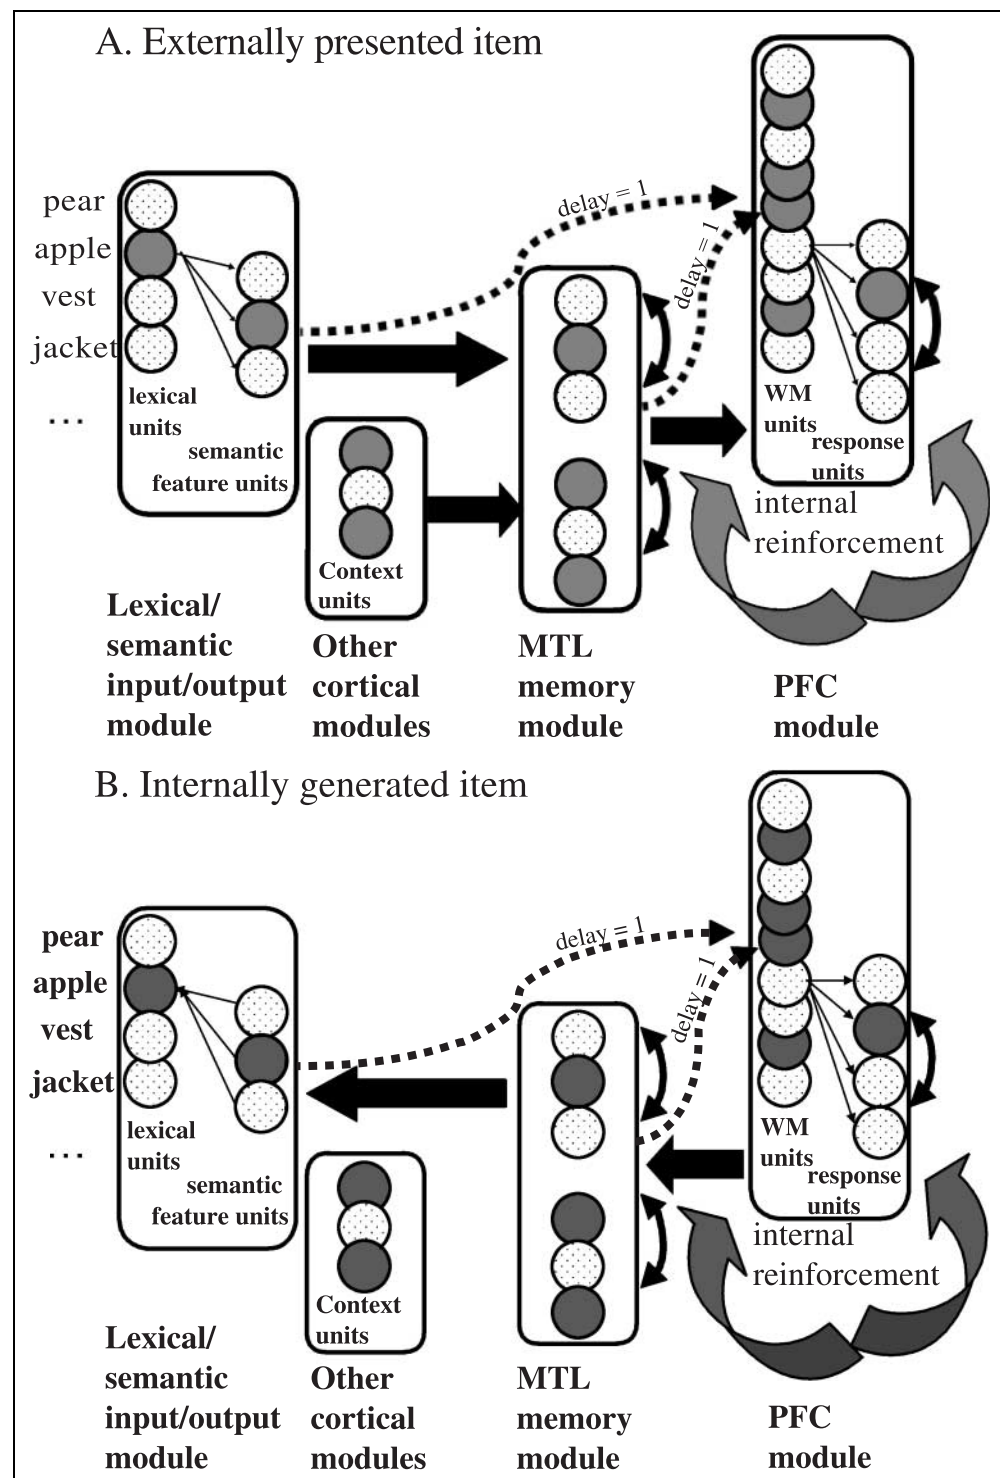 A. Externally presented item
pear
apple
vest
jacket
...
lexical
units
semantic
feature units
Context
units
delay = 1
delay = 1
WM
units
response
units
internal
reinforcement
Lexical/
semantic
input/output
module
Other
cortical
modules
MTL
memory
module
PFC
module
B. Internally generated item
pear
apple
vest
jacket
...
lexical
units
semantic
feature units
Context
units
delay = 1
delay = 1
WM
units
response
units
internal
reinforcement
Lexical/
semantic
input/output
module
Other
cortical
modules
MTL
memory
module
PFC
module